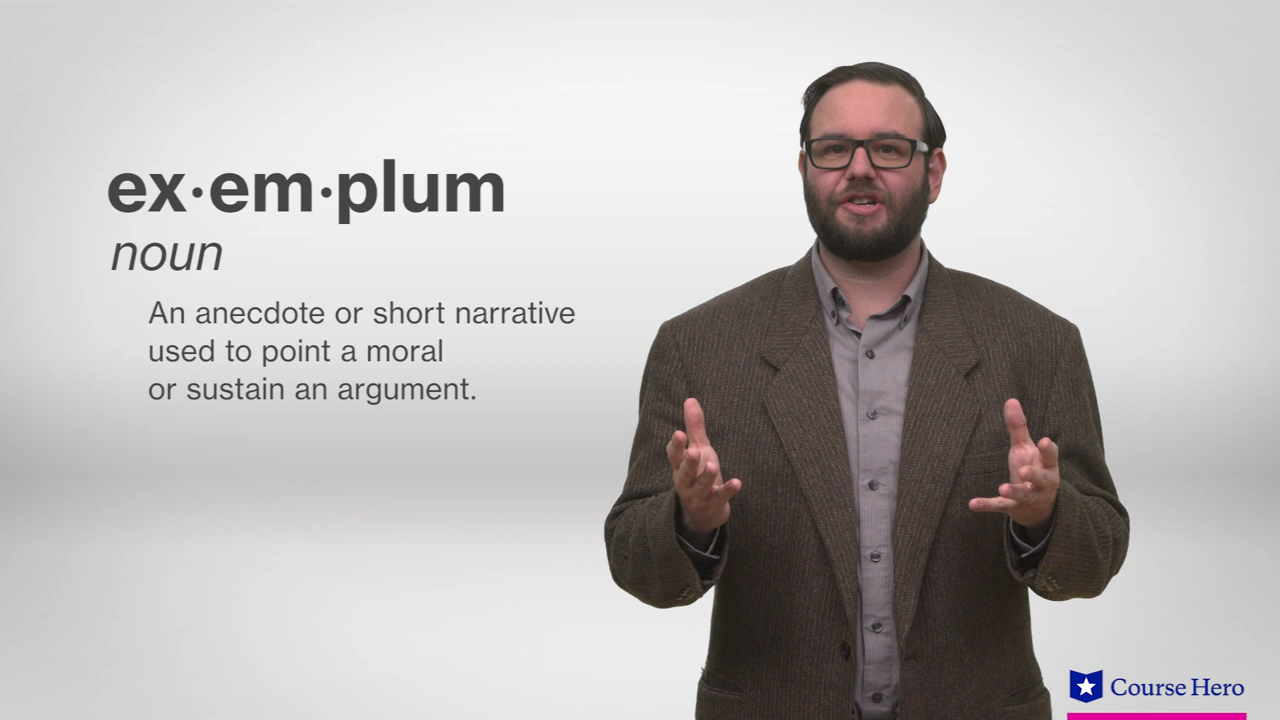 ex·em·plum
noun
An anecdote or short narrative
used to point a moral
or sustain an argument.
Course Hero